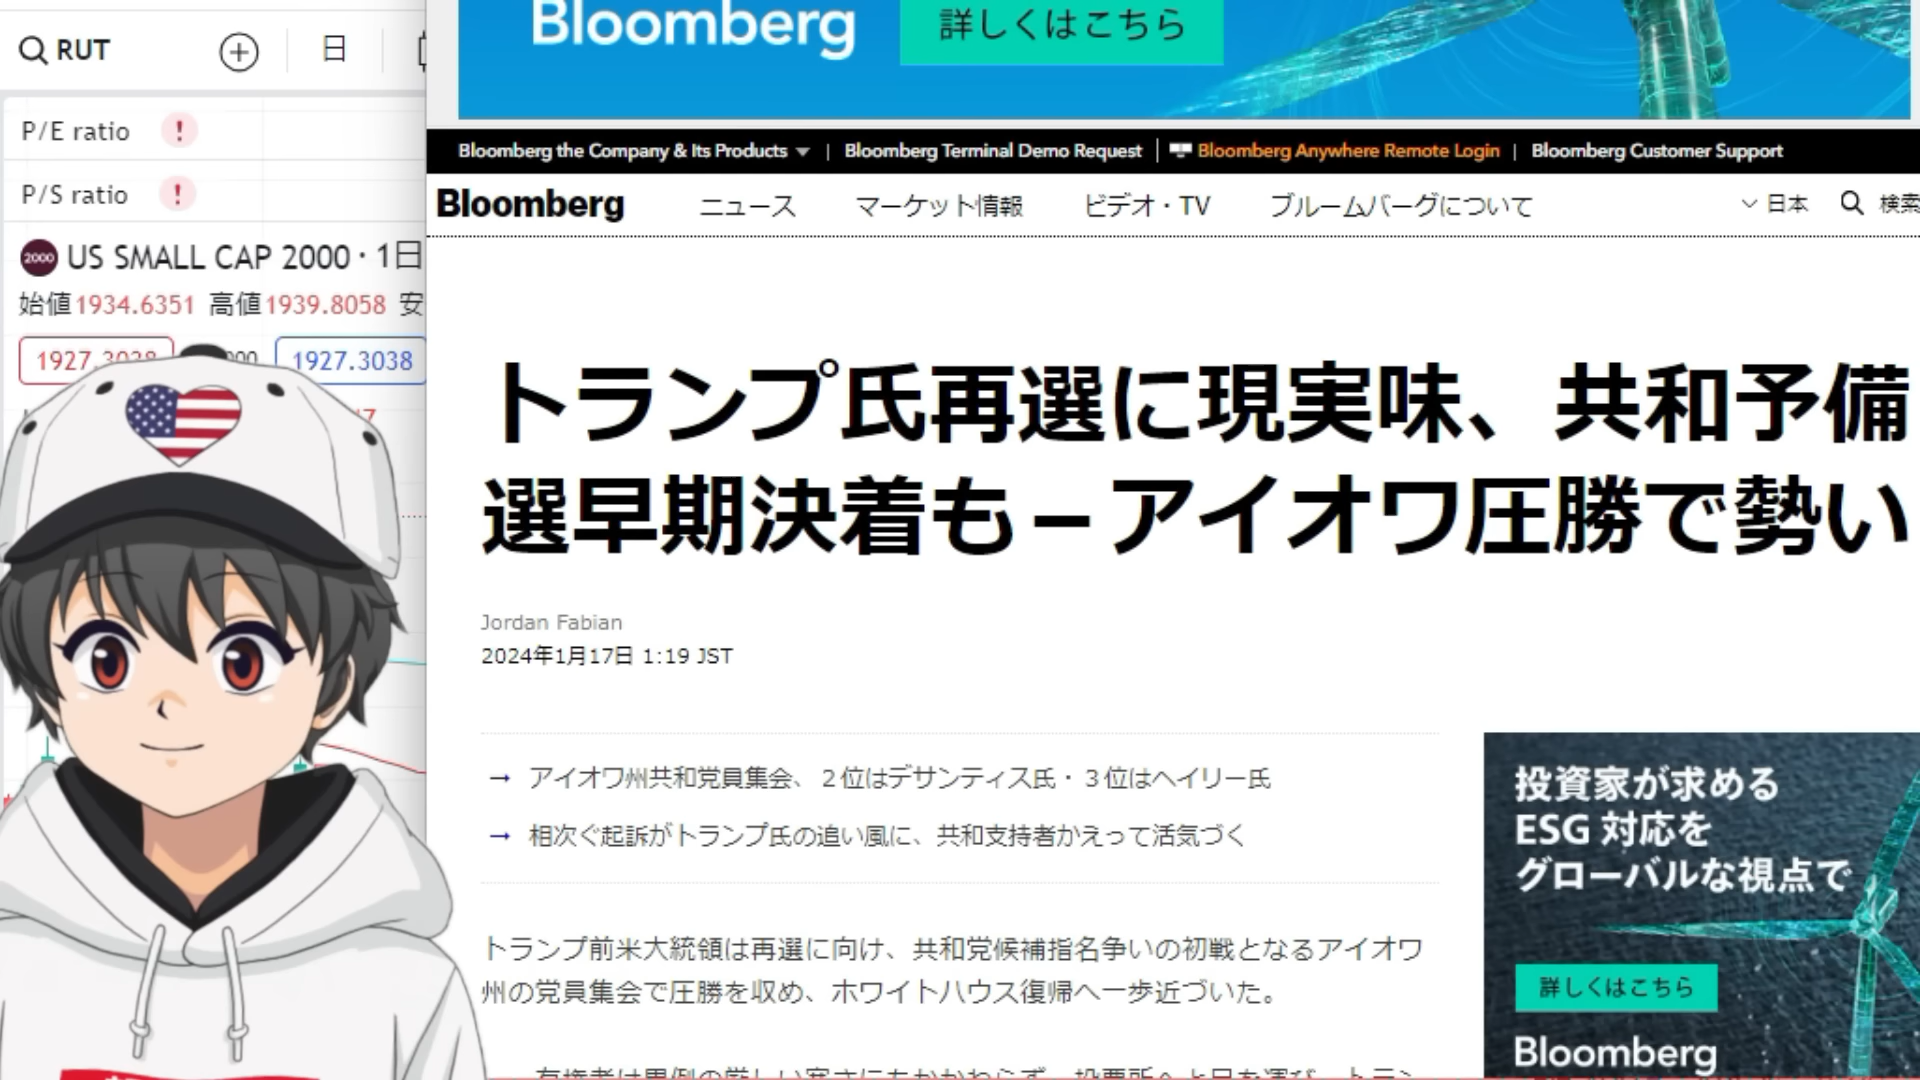 RUT
日
P/E ratio
!
P/S ratio
!
2000
US SMALL CAP 2000・1日
始値1934.6351 高値1939.8058 安
1927.3038
1927.3038
Bloomberg
詳しくはこちら
Bloomberg the Company & Its Products | Bloomberg Terminal Demo Request | Bloomberg Anywhere Remote Login | Bloomberg Customer Support
Bloomberg ニュース マーケット情報 ビデオ・TV ブルームバーグについて 日本 検索
トランプ氏再選に現実味、共和予備
選早期決着も－アイオワ圧勝で勢い
Jordan Fabian
2024年1月17日 1:19 JST
→ アイオワ州共和党員集会、２位はデサンティス氏・３位はヘイリー氏
→ 相次ぐ起訴がトランプ氏の追い風に、共和支持者かえって活気づく
トランプ前米大統領は再選に向け、共和党候補指名争いの初戦となるアイオワ
州の党員集会で圧勝を収め、ホワイトハウス復帰へ一歩近づいた。
投資家が求める
ESG 対応を
グローバルな視点で
詳しくはこちら
Bloomberg